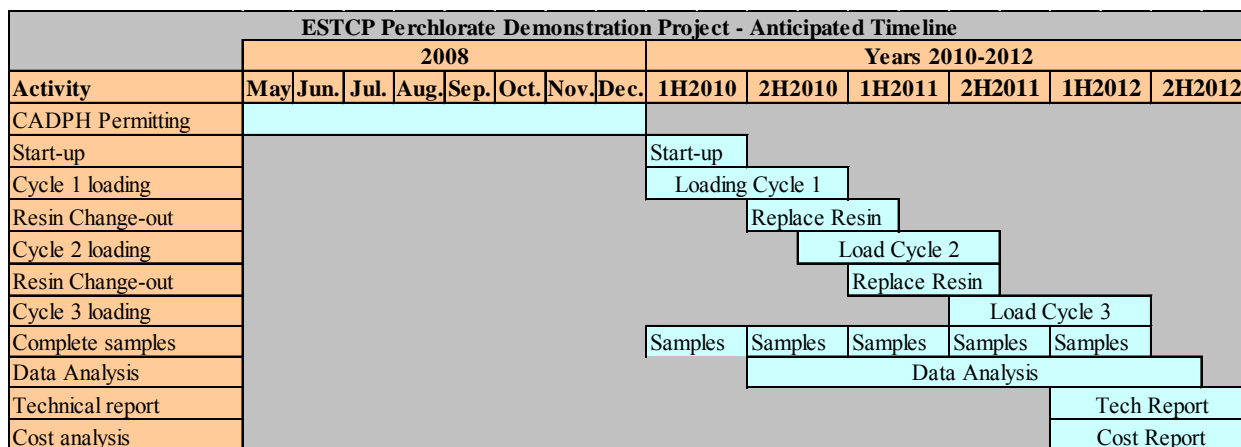 ESTCP Perchlorate Demonstration Project - Anticipated Timeline
2008 Years 2010-2012
Activity May Jun. Jul. Aug. Sep. Oct. Nov. Dec. 1H2010 2H2010 1H2011 2H2011 1H2012 2H2012
CADPH Permitting
Start-up Start-up
Cycle 1 loading Loading Cycle 1
Resin Change-out Replace Resin
Cycle 2 loading Load Cycle 2
Resin Change-out Replace Resin
Cycle 3 loading Load Cycle 3
Complete samples Samples Samples Samples Samples Samples
Data Analysis Data Analysis
Technical report Tech Report
Cost analysis Cost Report